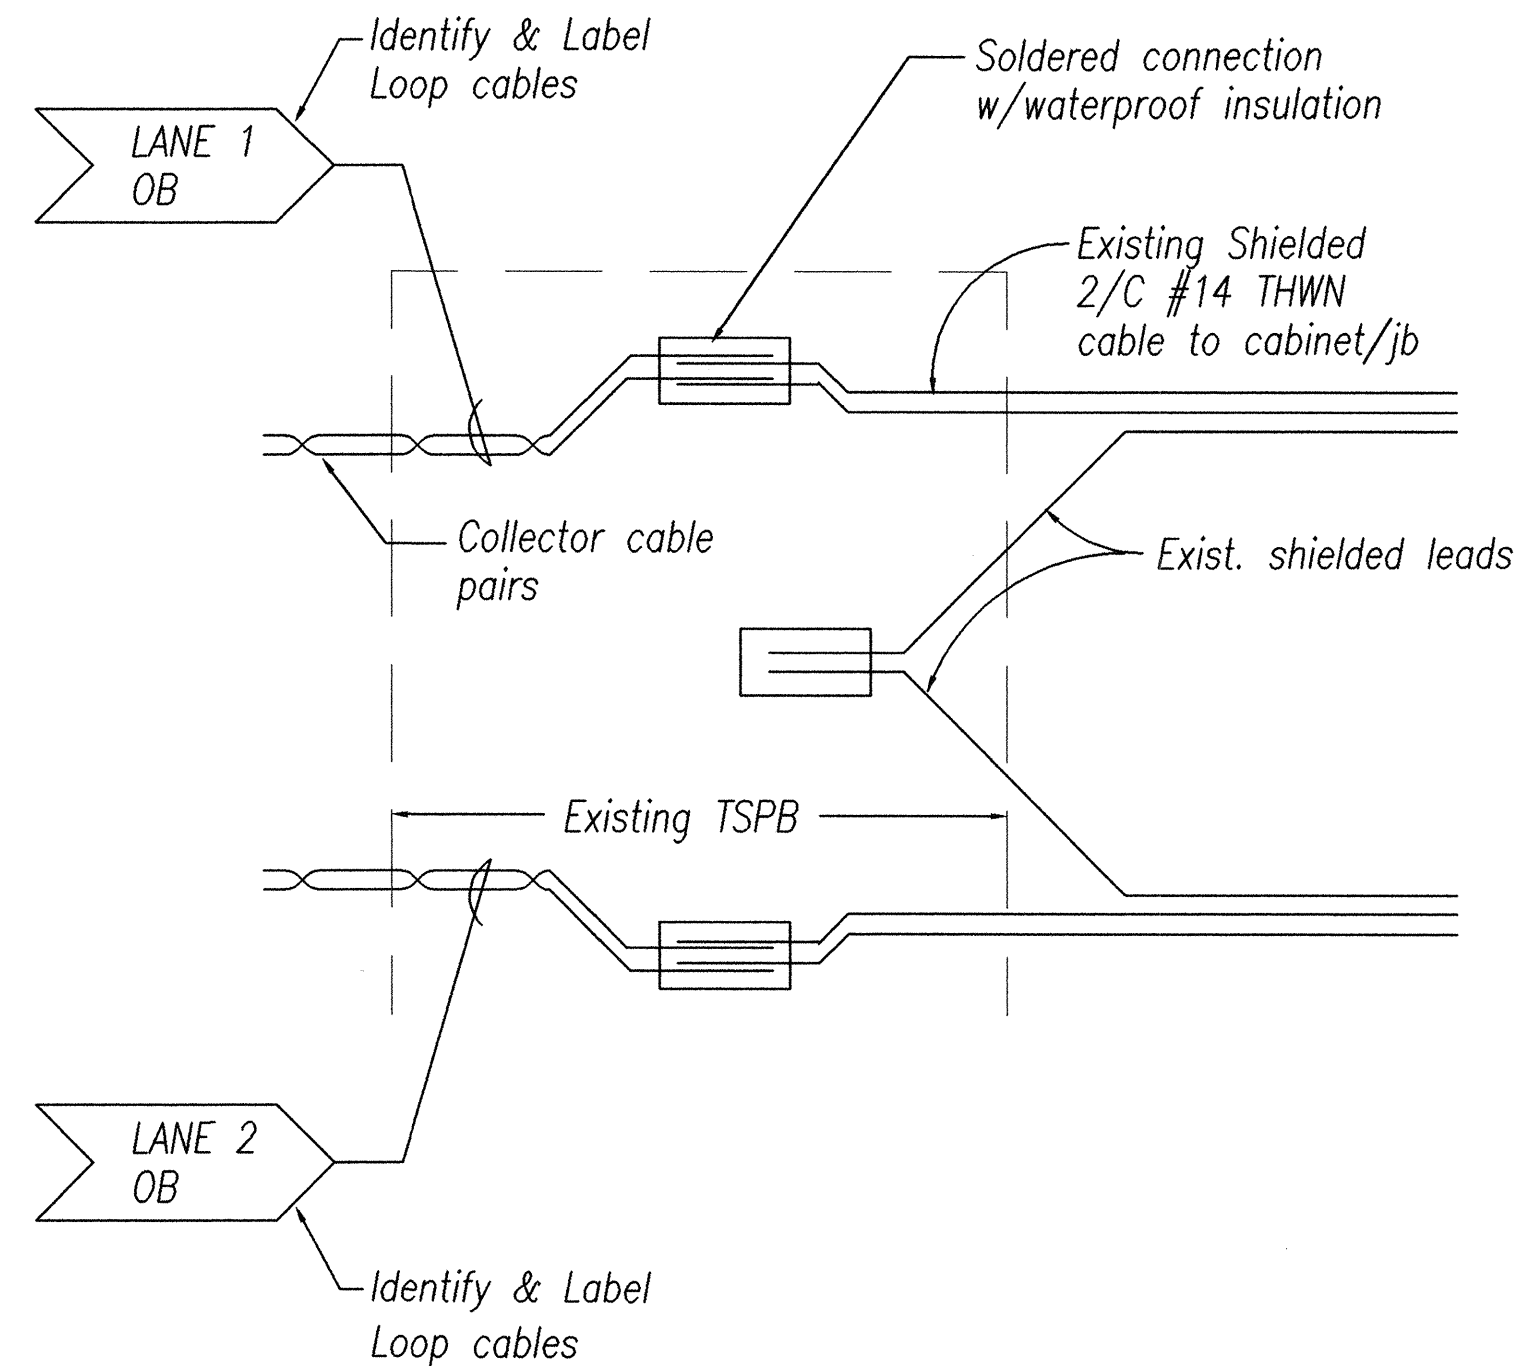 Identify & Label
Loop cables
LANE 1
OB
Soldered connection
w/waterproof insulation
Existing Shielded
2/C #14 THWN
cable to cabinet/jb
Collector cable
pairs
Exist. shielded leads
Existing TSPB
LANE 2
OB
Identify & Label
Loop cables